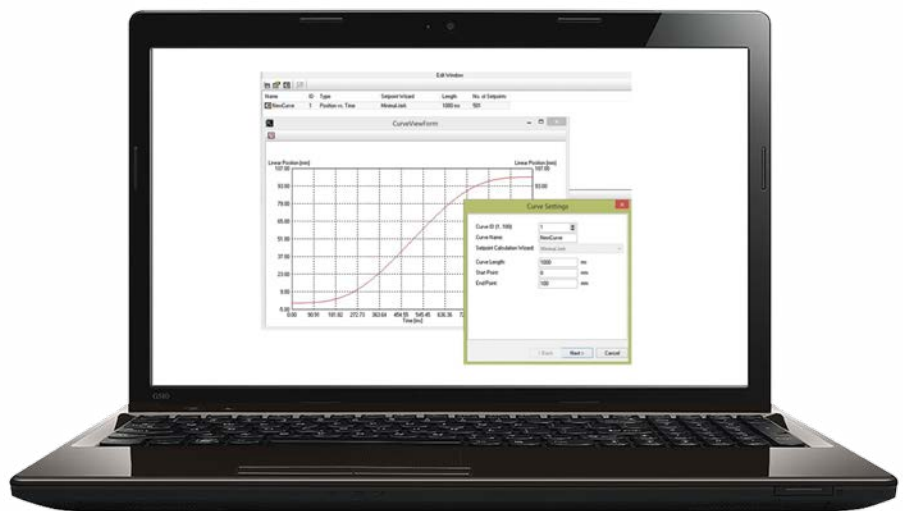 Edit Window
Name ID Type Setpoint Wizard Length No. of Setpoints
NewCurve 1 Position vs. Time Minimal Jerk 1000 ms 501
CurveViewForm
Linear Position [mm] Linear Position [mm]
107.00 107.00
93.00 93.00
79.00
65.00
51.00
37.00
23.00
9.00
-5.00
0.00 90.91 181.82 272.73 363.64 454.55 545.45 636.36
Time [ms]
Curve Settings
Curve ID (1, 100): 1
Curve Name: NewCurve
Setpoint Calculation Wizard: Minimal Jerk
Curve Length: 1000 ms
Start Point: 0 mm
End Point: 100 mm
< Back Next > Cancel
G580